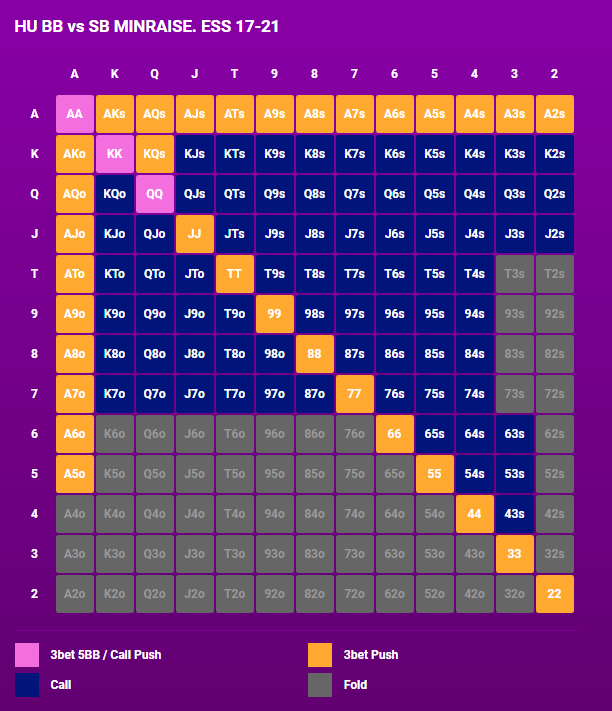 HU BB vs SB MINRAISE. ESS 17-21
A K Q J T 9 8 7 6 5 4 3 2
A AA AKs AQs AJs ATs A9s A8s A7s A6s A5s A4s A3s A2s
K AKo KK KQs KJs KTs K9s K8s K7s K6s K5s K4s K3s K2s
Q AQo KQo QQ QJs QTs Q9s Q8s Q7s Q6s Q5s Q4s Q3s Q2s
J AJo KJo QJo JJ JTs J9s J8s J7s J6s J5s J4s J3s J2s
T ATo KTo QTo JTo TT T9s T8s T7s T6s T5s T4s T3s T2s
9 A9o K9o Q9o J9o T9o 99 98s 97s 96s 95s 94s 93s 92s
8 A8o K8o Q8o J8o T8o 98o 88 87s 86s 85s 84s 83s 82s
7 A7o K7o Q7o J7o T7o 97o 87o 77 76s 75s 74s 73s 72s
6 A6o K6o Q6o J6o T6o 96o 86o 76o 66 65s 64s 63s 62s
5 A5o K5o Q5o J5o T5o 95o 85o 75o 65o 55 54s 53s 52s
4 A4o K4o Q4o J4o T4o 94o 84o 74o 64o 54o 44 43s 42s
3 A3o K3o Q3o J3o T3o 93o 83o 73o 63o 53o 43o 33 32s
2 A2o K2o Q2o J2o T2o 92o 82o 72o 62o 52o 42o 32o 22
3bet 5BB / Call Push 3bet Push
Call Fold